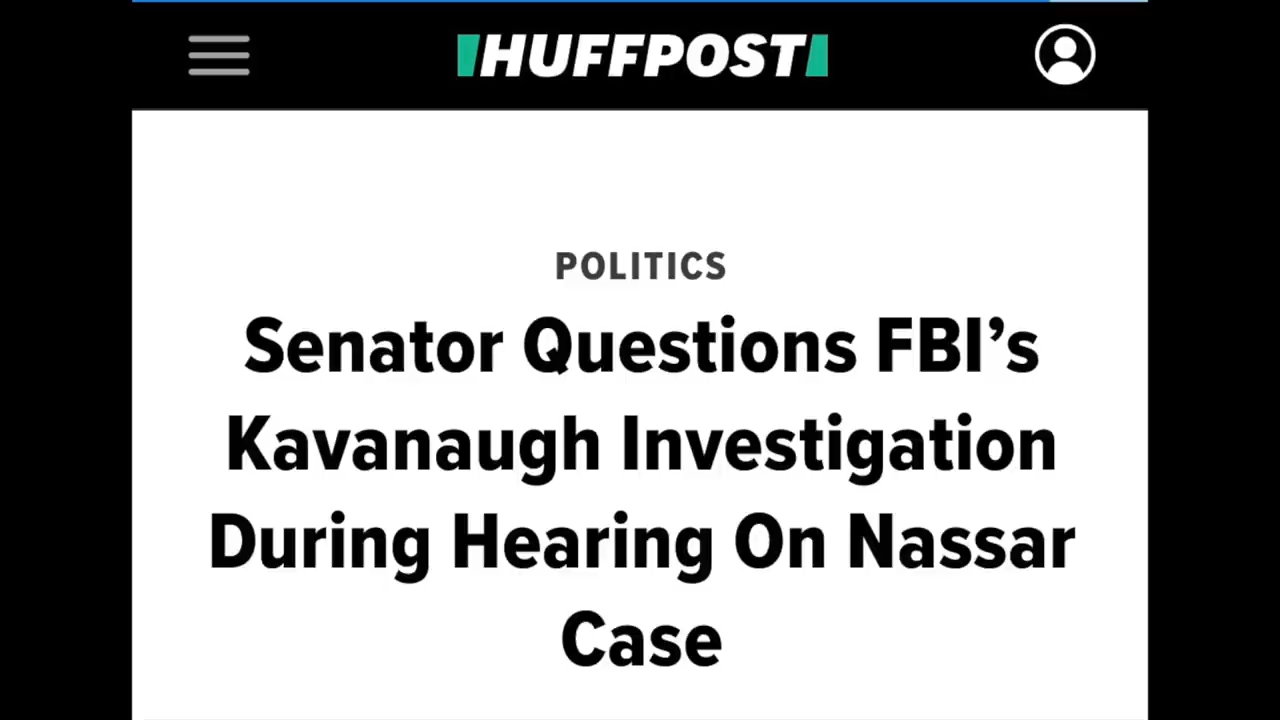 HUFFPOST
POLITICS
Senator Questions FBI’s
Kavanaugh Investigation
During Hearing On Nassar
Case